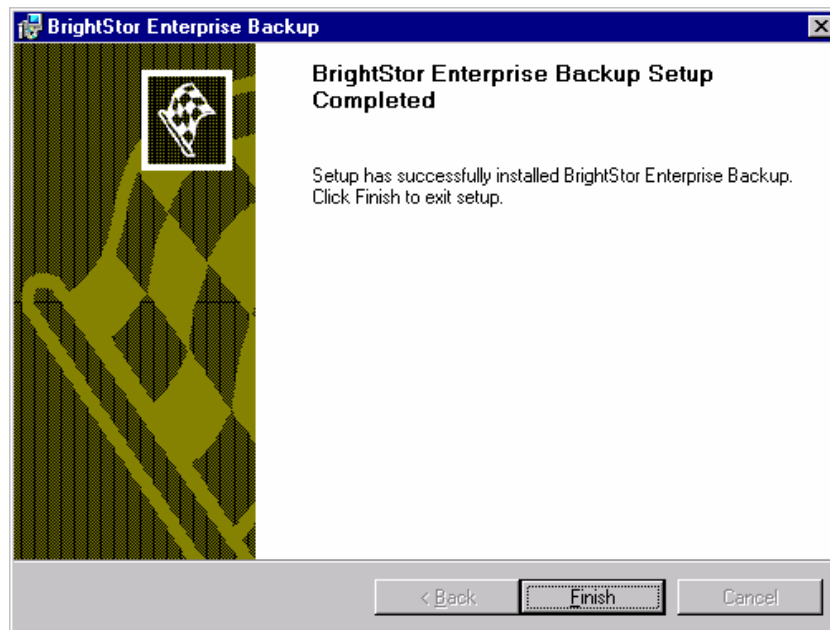 BrightStor Enterprise Backup
BrightStor Enterprise Backup Setup
Completed
Setup has successfully installed BrightStor Enterprise Backup.
Click Finish to exit setup.
< Back
Finish
Cancel